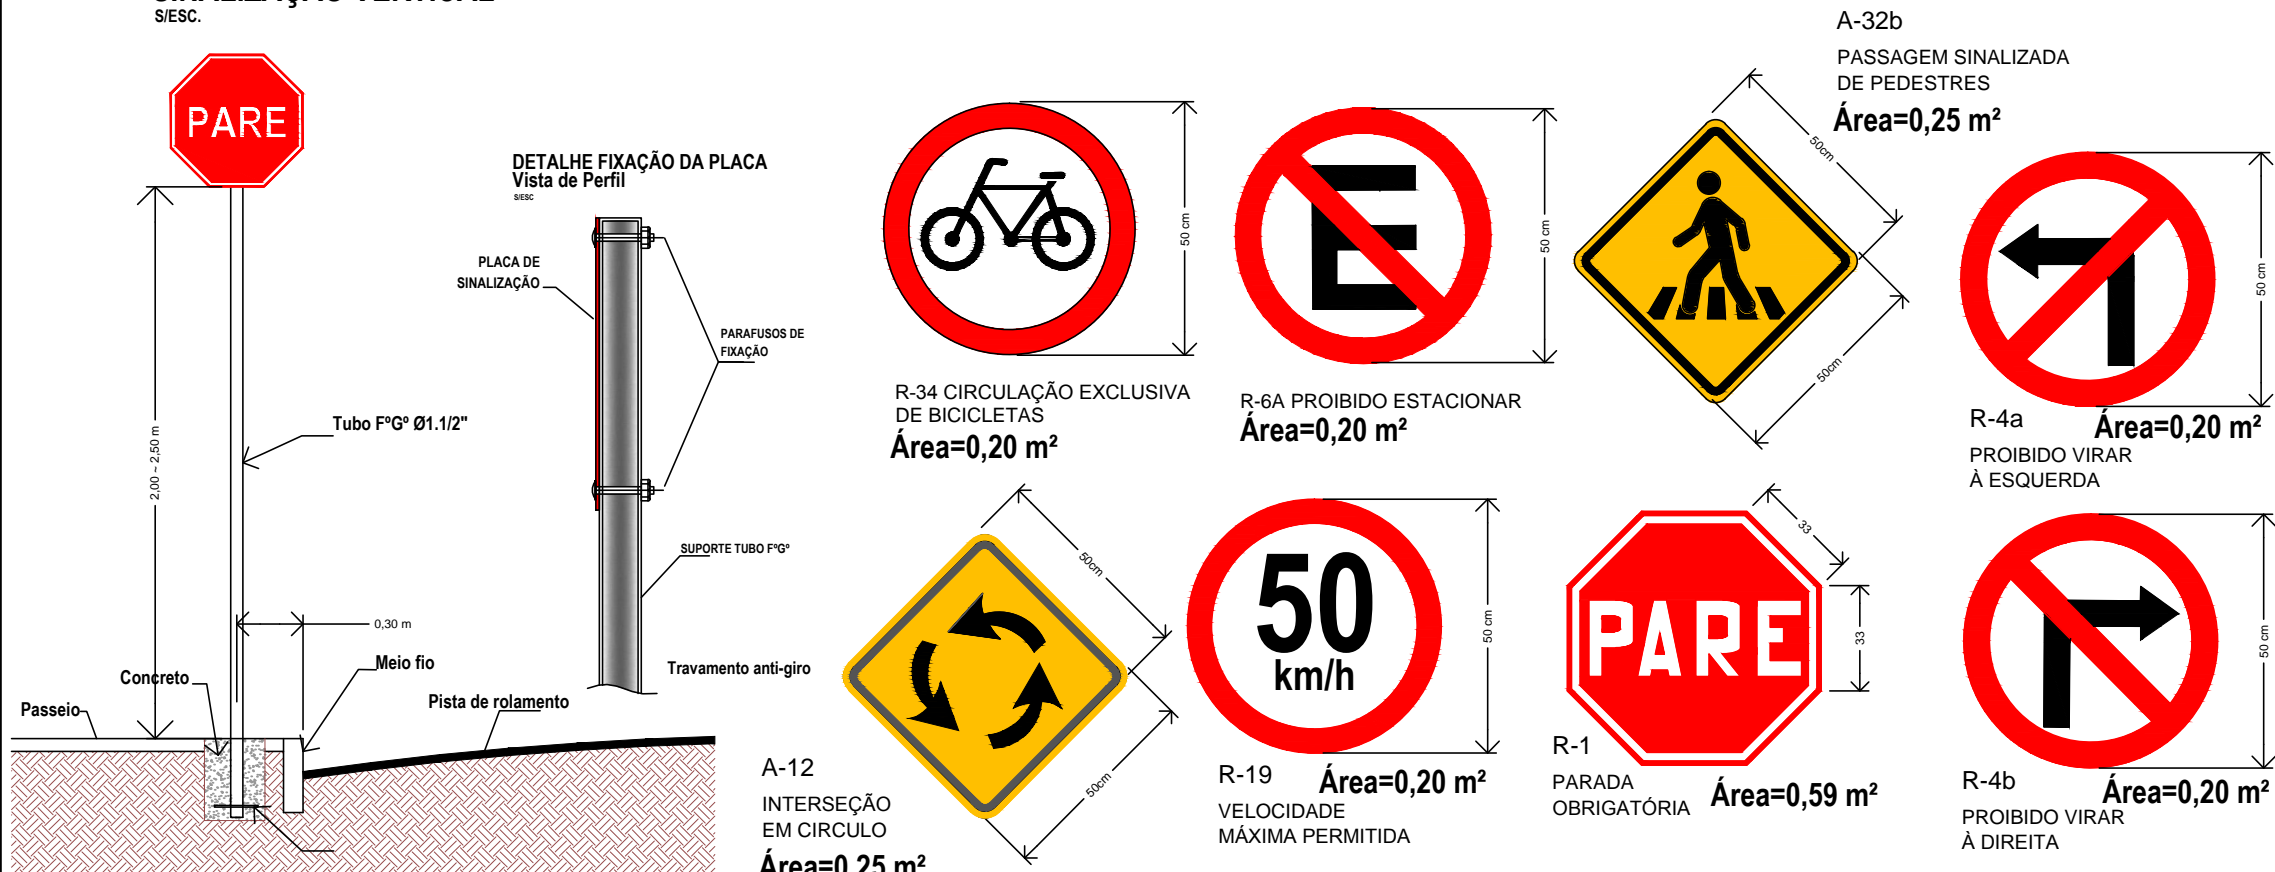 S/ESC.
PARE
2,00 ~ 2,50 m
Tubo FºGº Ø1.1/2"
0,30 m
Meio fio
Concreto
Passeio
Pista de rolamento
DETALHE FIXAÇÃO DA PLACA
Vista de Perfil
S/ESC
PLACA DE
SINALIZAÇÃO
PARAFUSOS DE
FIXAÇÃO
SUPORTE TUBO FºGº
Travamento anti-giro
50 cm
R-34 CIRCULAÇÃO EXCLUSIVA
DE BICICLETAS
Área=0,20 m²
E
50 cm
R-6A PROIBIDO ESTACIONAR
Área=0,20 m²
A-32b
PASSAGEM SINALIZADA
DE PEDESTRES
Área=0,25 m²
50cm
50cm
50 cm
R-4a
Área=0,20 m²
PROIBIDO VIRAR
À ESQUERDA
50cm
50cm
A-12
INTERSEÇÃO
EM CIRCULO
Área=0,25 m²
50
km/h
50 cm
R-19
Área=0,20 m²
VELOCIDADE
MÁXIMA PERMITIDA
33
33
PARE
R-1
PARADA
OBRIGATÓRIA
Área=0,59 m²
50 cm
R-4b
Área=0,20 m²
PROIBIDO VIRAR
À DIREITA